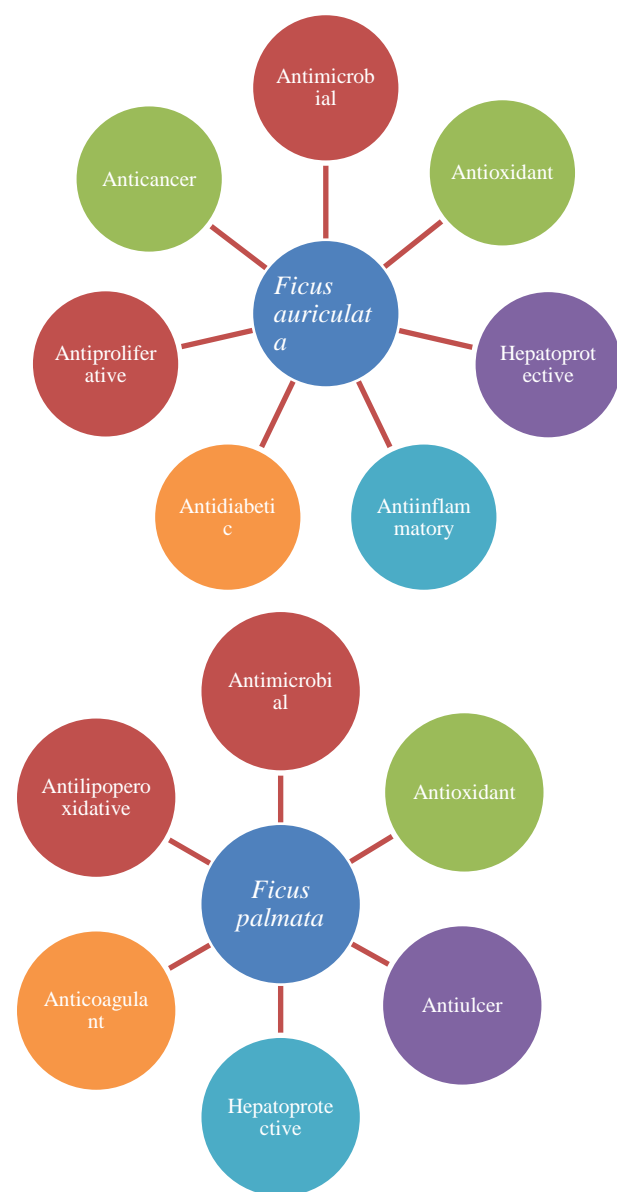 Antimicrob
ial
Antioxidant
Hepatoprot
ective
Antiinflam
matory
Antidiabeti
c
Antiprolifer
ative
Anticancer
Ficus
auriculat
a
Antimicrobi
al
Antioxidant
Antiulcer
Hepatoprote
ctive
Anticoagula
nt
Antilipopero
xidative
Ficus
palmata